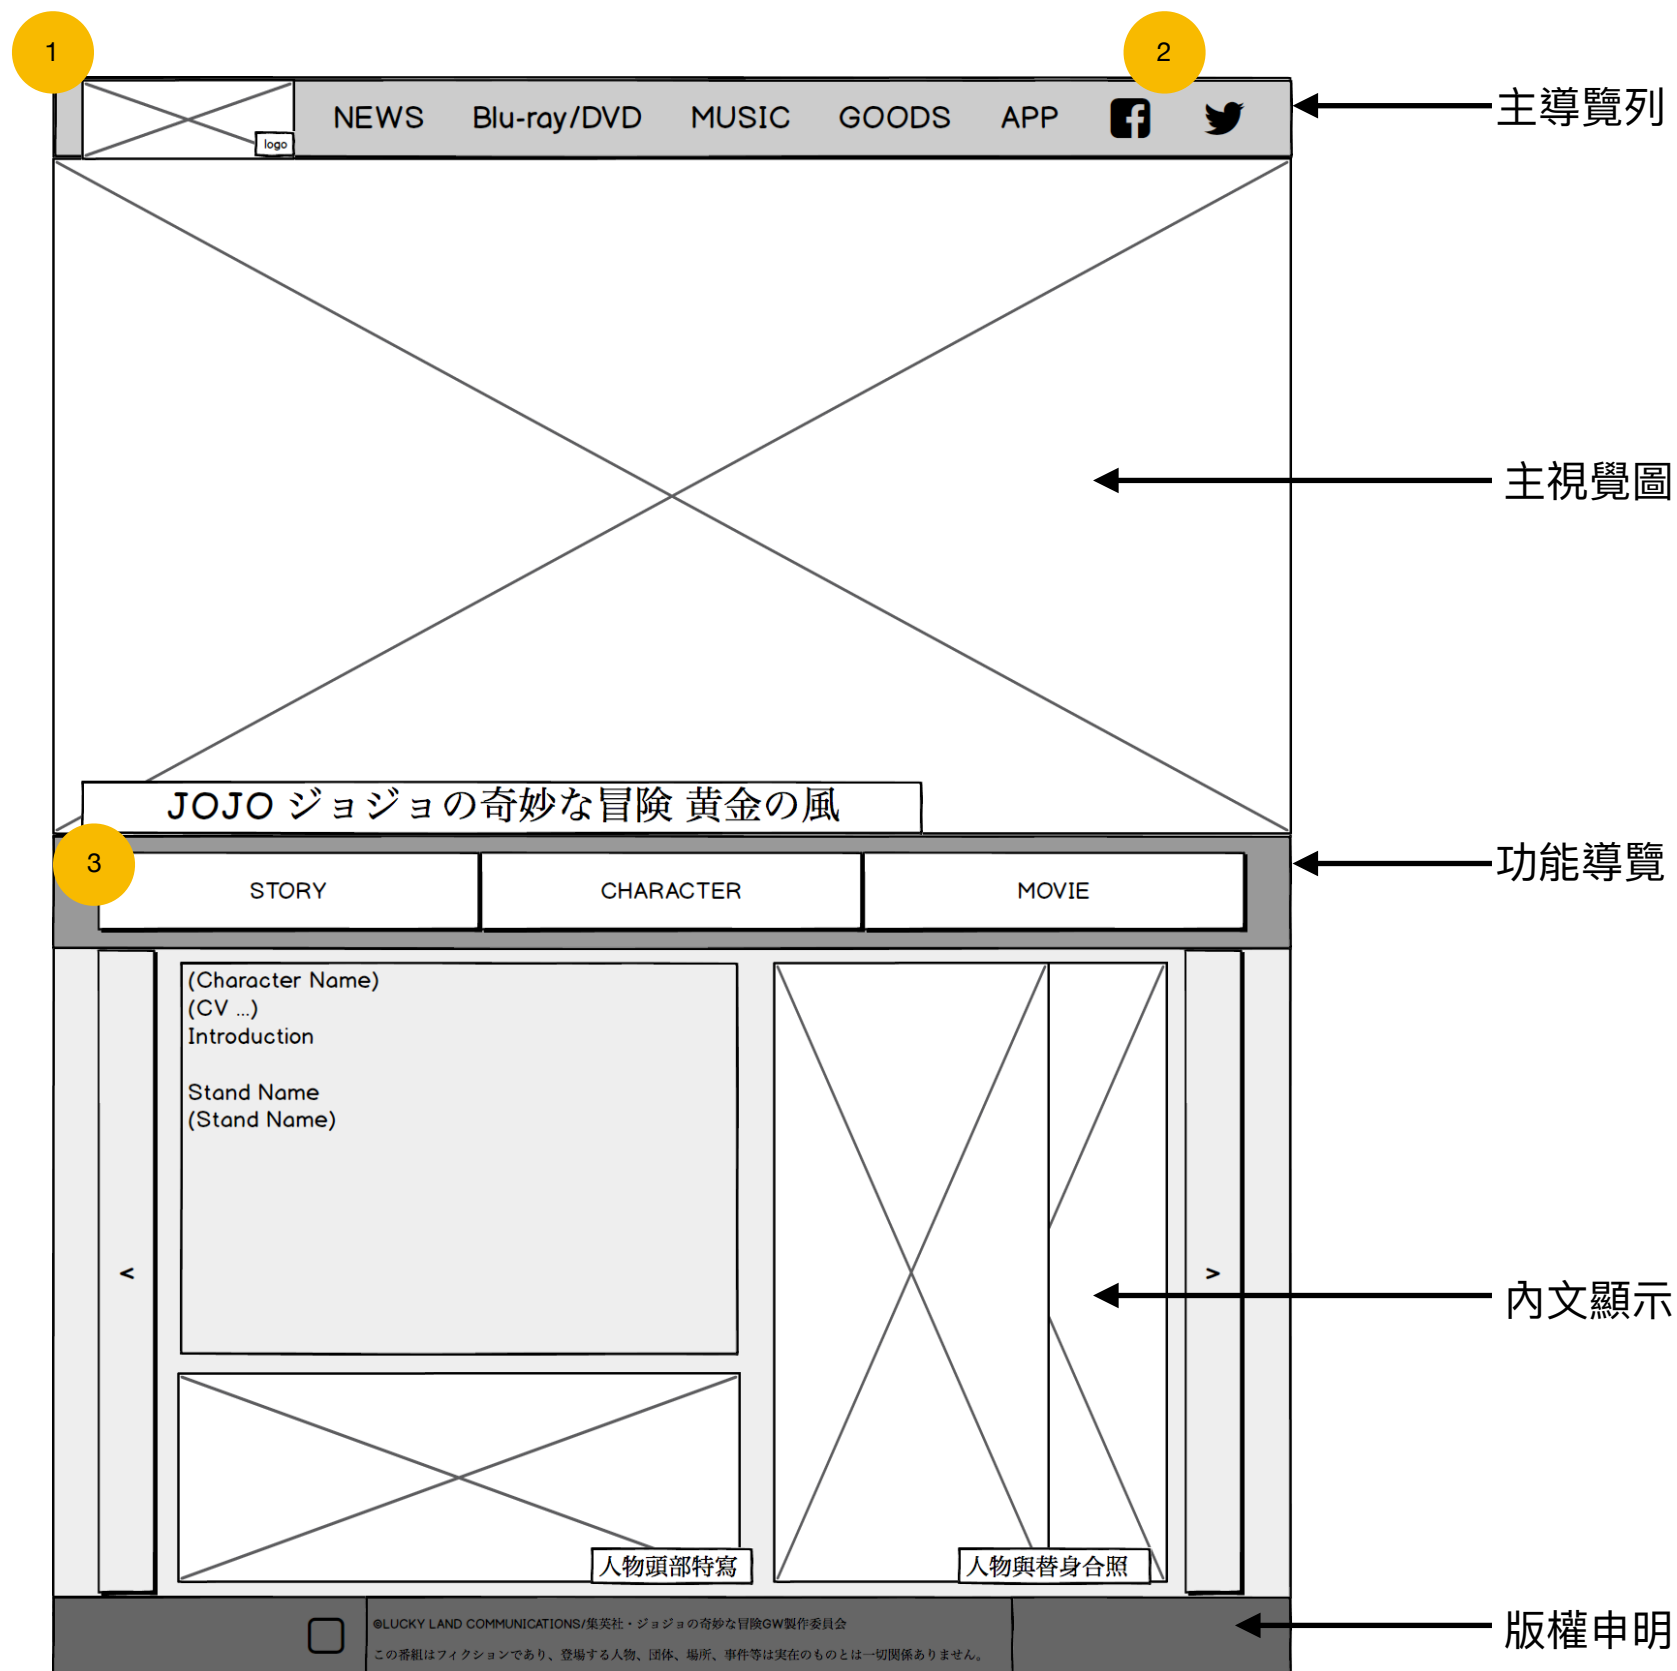 1
2
logo
NEWS Blu-ray/DVD MUSIC GOODS APP
主導覽列
主視覺圖
JOJO ジョジョの奇妙な冒険 黄金の風
3
STORY CHARACTER MOVIE
功能導覽
(Character Name)
(CV ...)
Introduction
Stand Name
(Stand Name)
<
>
內文顯示
人物頭部特寫
人物與替身合照
©LUCKY LAND COMMUNICATIONS/集英社・ジョジョの奇妙な冒険GW製作委員会
この番組はフィクションであり、登場する人物、団体、場所、事件等は実在のものとは一切関係ありません。
版權申明